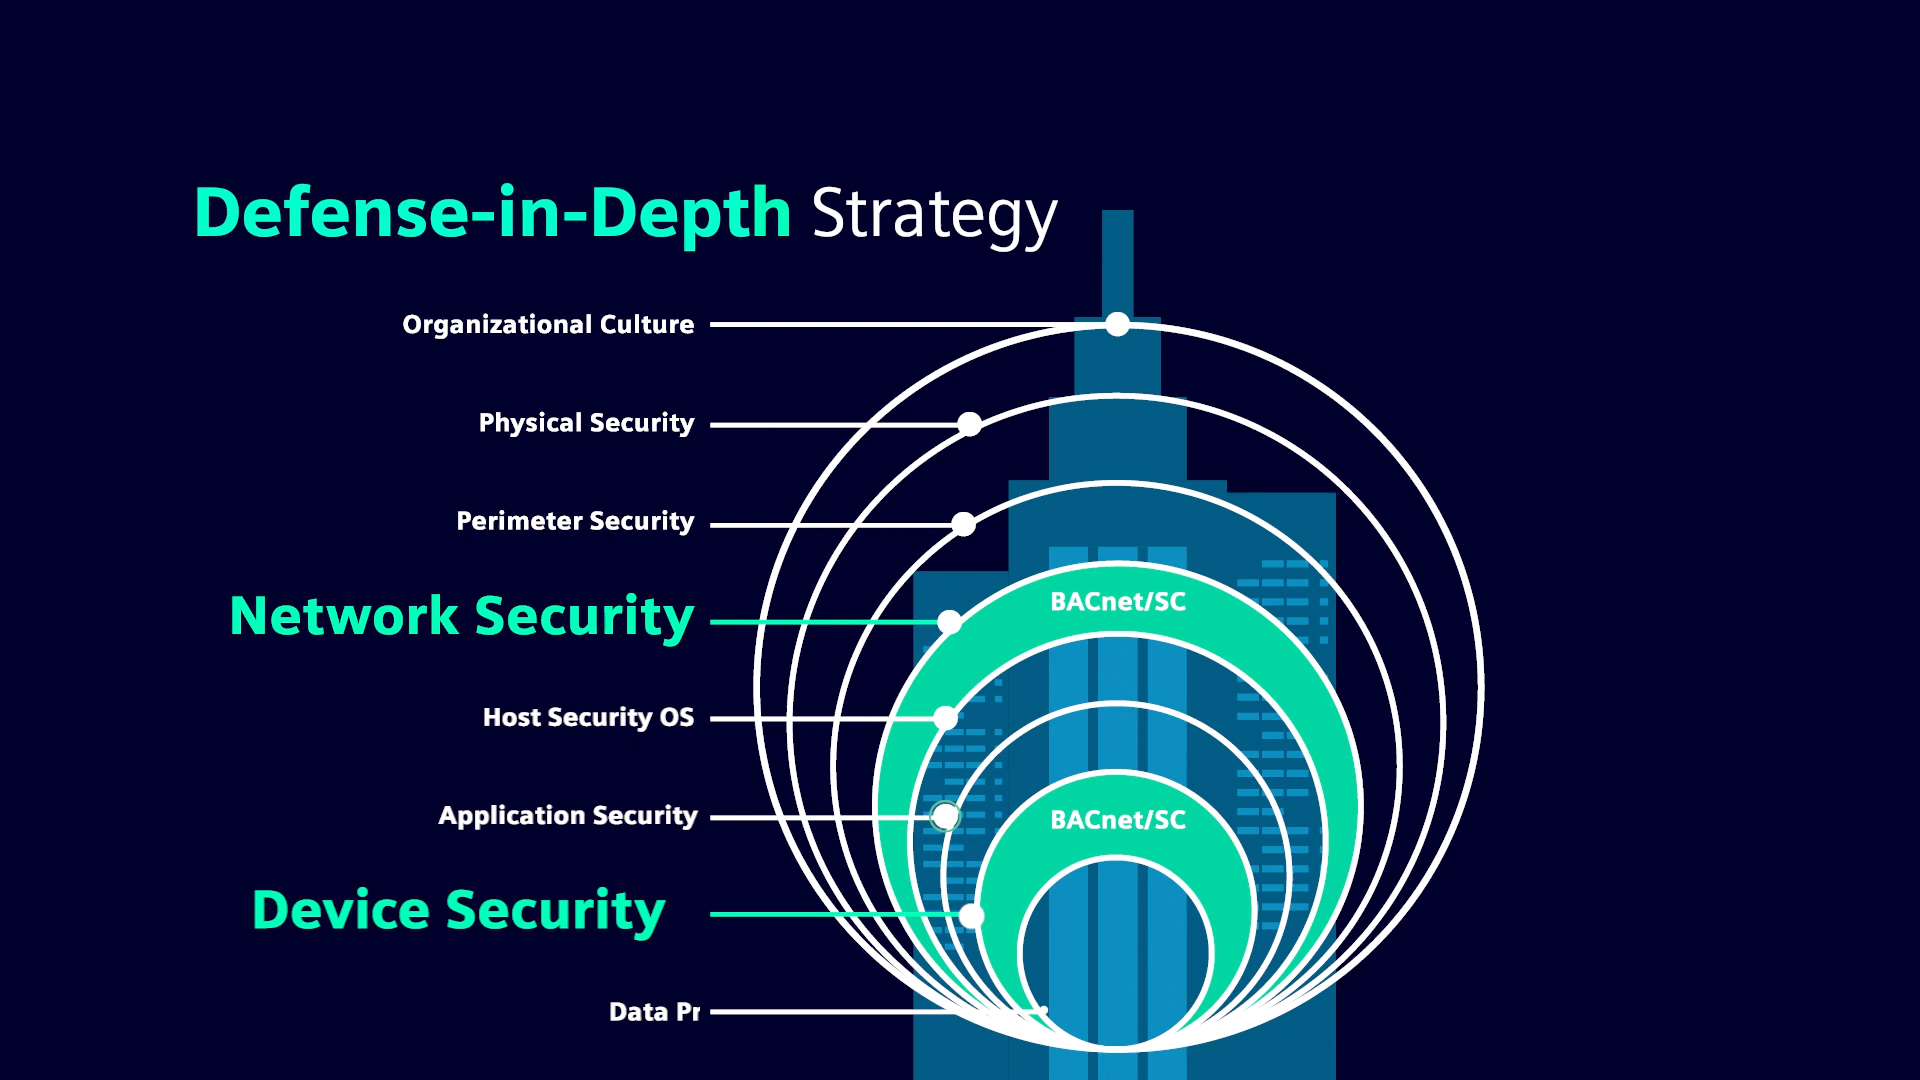 Defense-in-Depth Strategy
Organizational Culture
Physical Security
Perimeter Security
Network Security
BACnet/SC
Host Security OS
Application Security
BACnet/SC
Device Security
Data Pr